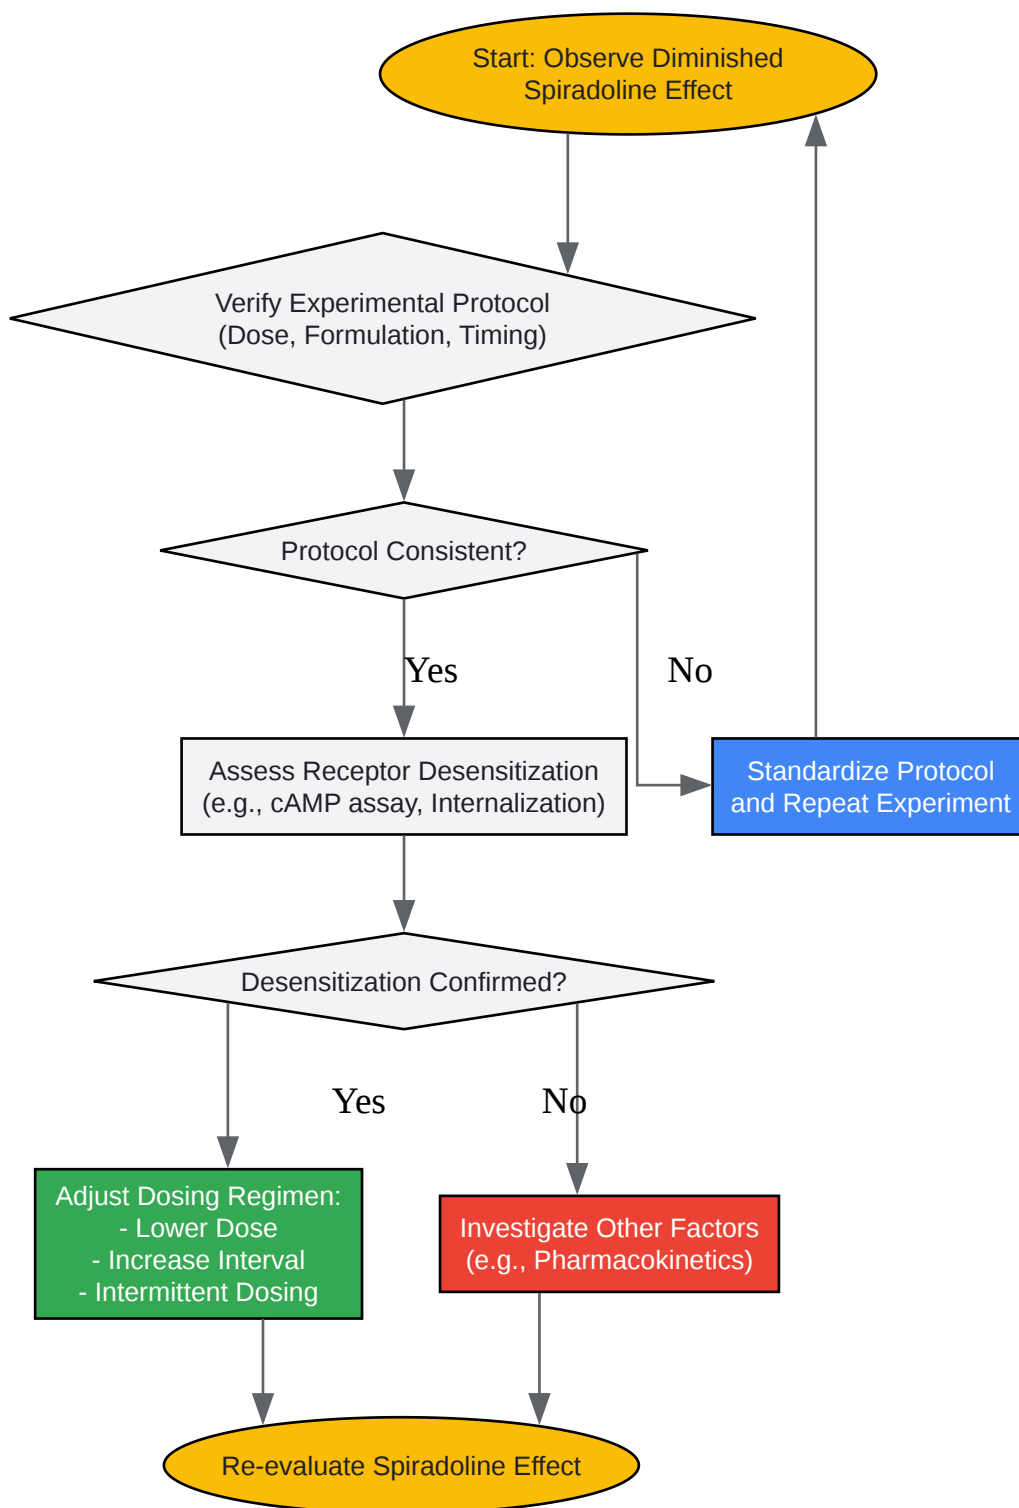 Start: Observe Diminished
Spiradoline Effect
Verify Experimental Protocol
(Dose, Formulation, Timing)
Protocol Consistent?
Yes
No
Assess Receptor Desensitization
(e.g., cAMP assay, Internalization)
Standardize Protocol
and Repeat Experiment
Desensitization Confirmed?
Yes
No
Adjust Dosing Regimen:
- Lower Dose
- Increase Interval
- Intermittent Dosing
Investigate Other Factors
(e.g., Pharmacokinetics)
Re-evaluate Spiradoline Effect